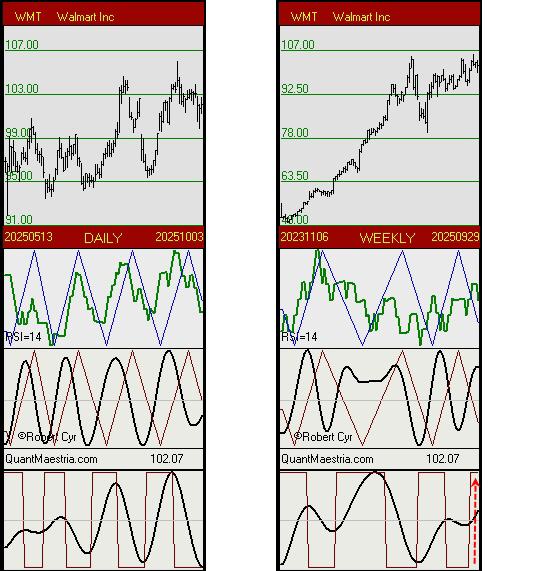 WMT Walmart Inc
107.00
103.00
99.00
95.00
91.00
20250513 DAILY 20251003
RSI=14
©Robert Cyr
QuantMaestria.com 102.07
WMT Walmart Inc
107.00
92.50
78.00
63.50
20231106 WEEKLY 20250929
RSI=14
©Robert Cyr
QuantMaestria.com 102.07